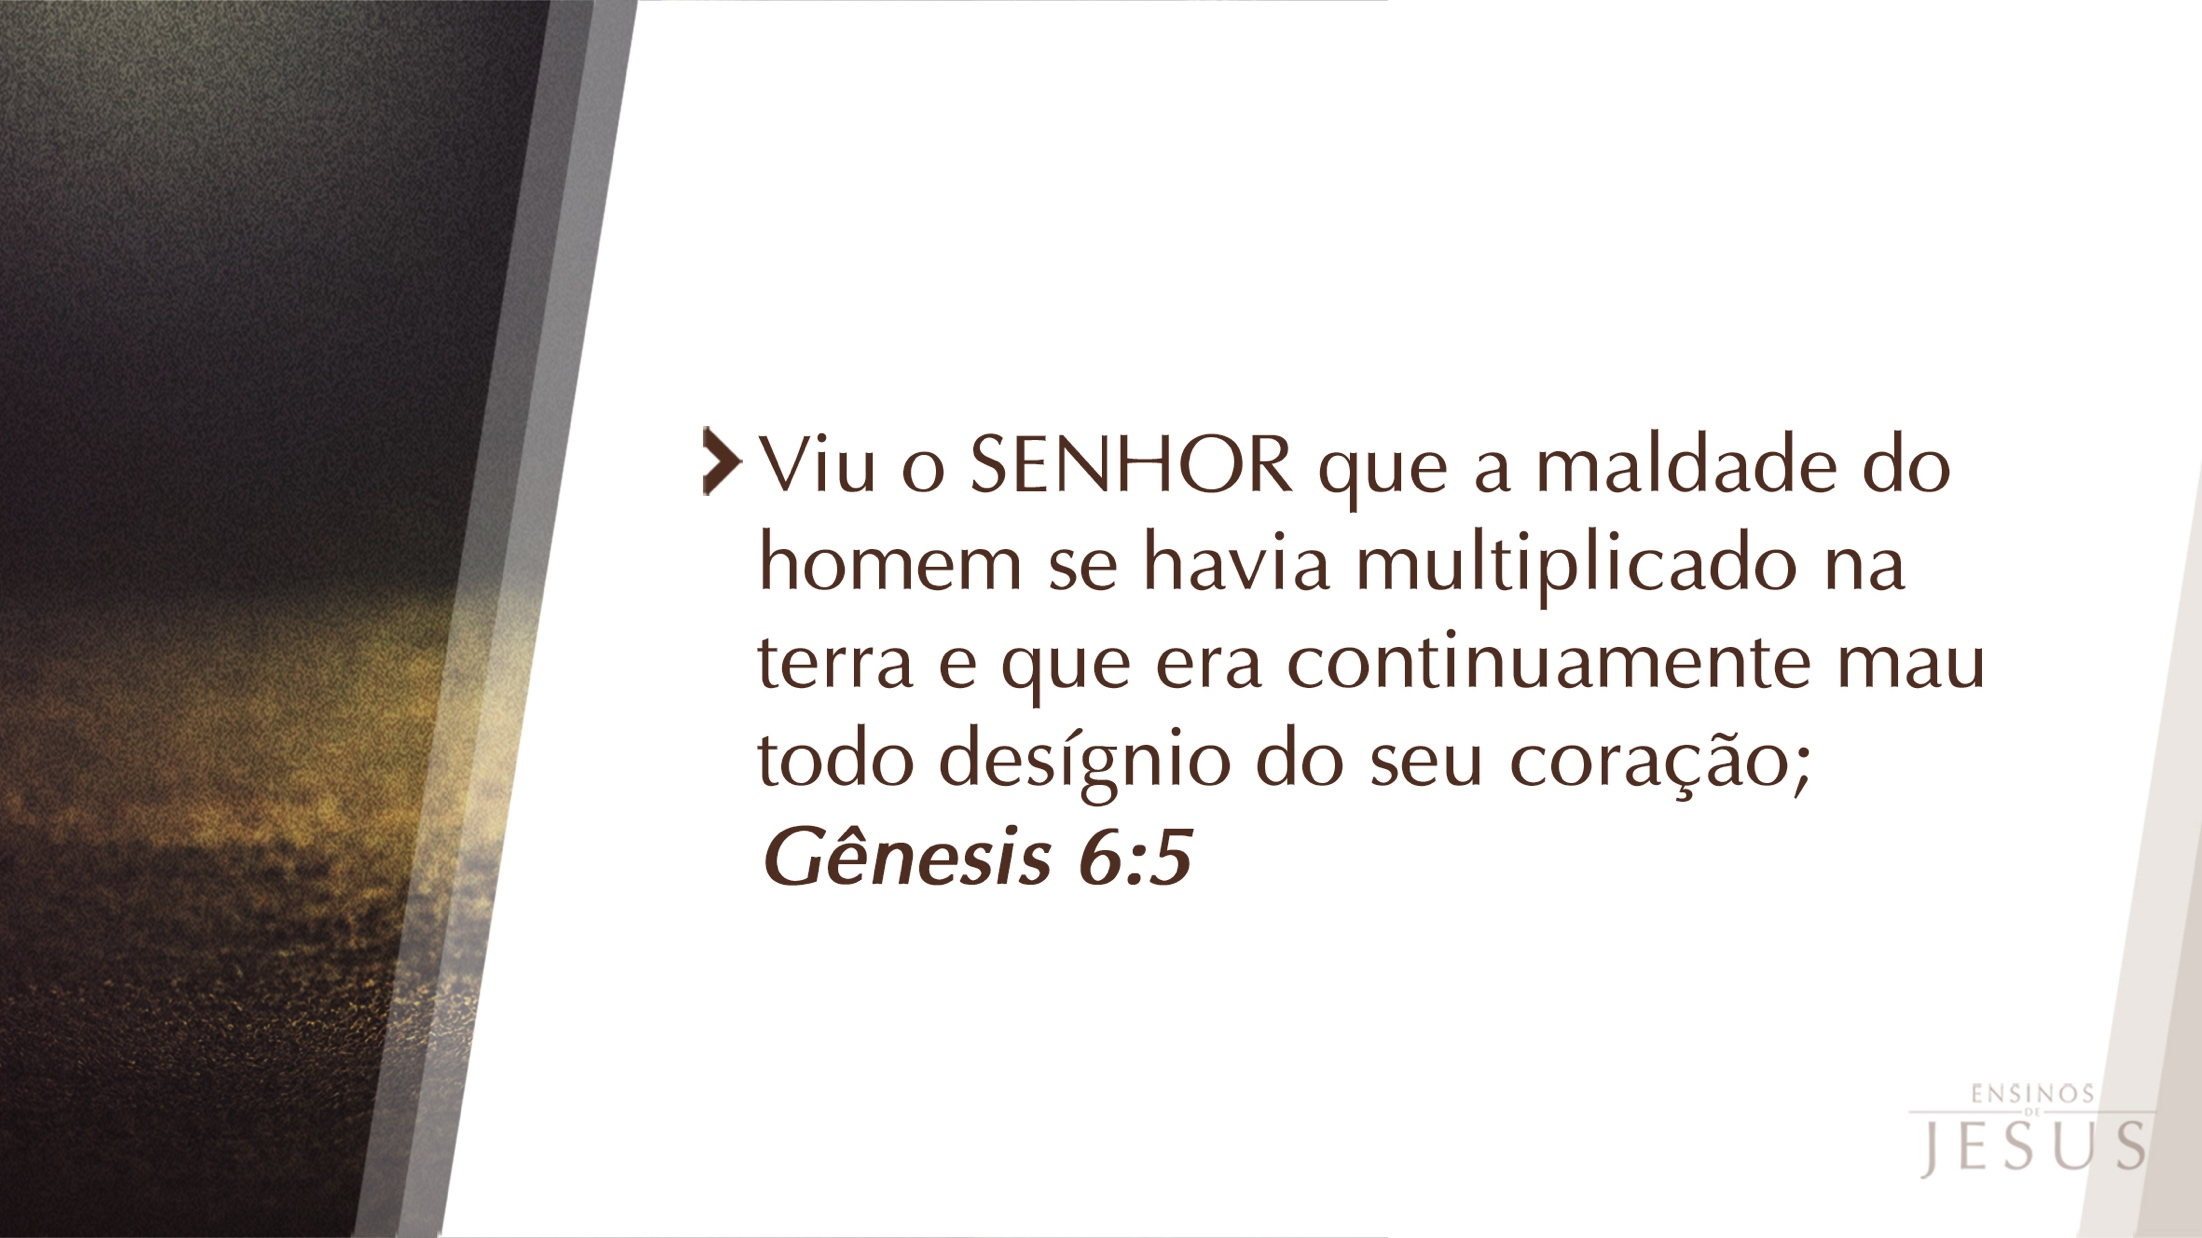 Viu o SENHOR que a maldade do
homem se havia multiplicado na
terra e que era continuamente mau
todo desígnio do seu coração;
Gênesis 6:5
ENSINOS
DE
JESUS